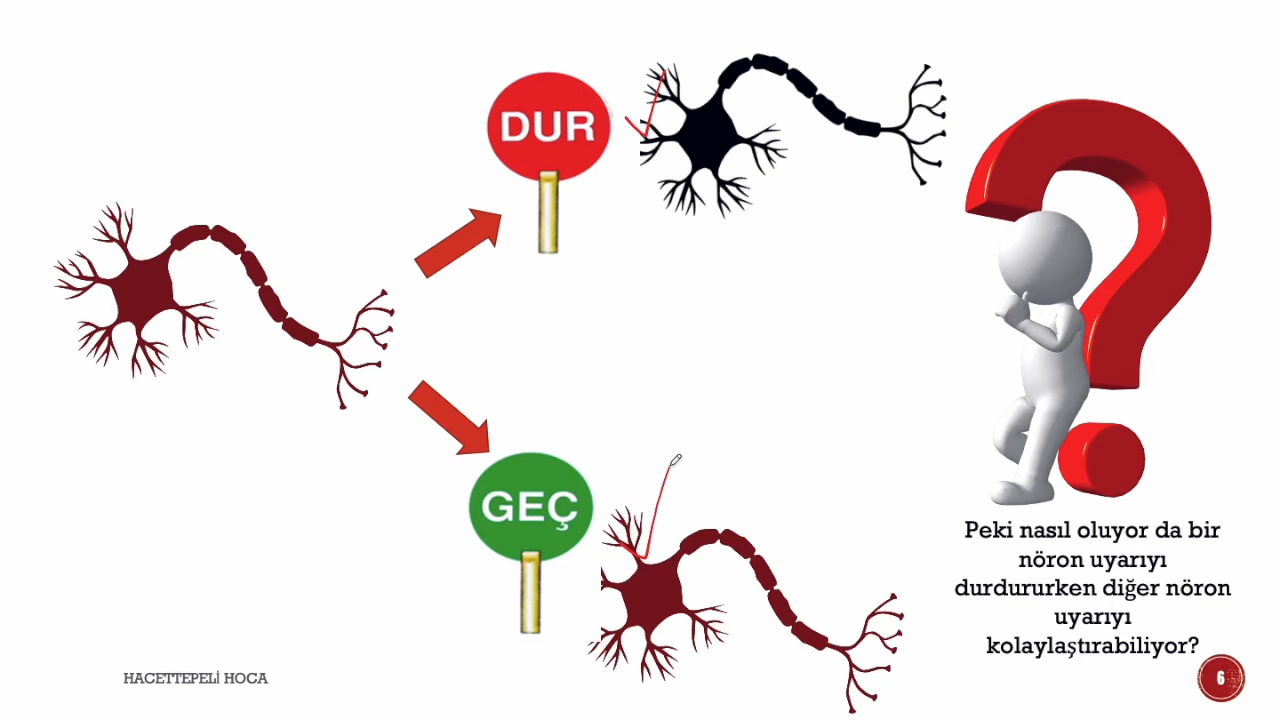 DUR
GEÇ
Peki nasıl oluyor da bir
nöron uyarıyı
durdururken diğer nöron
uyarıyı
kolaylaştırabiliyor?
HACETTEPELİ HOCA
6